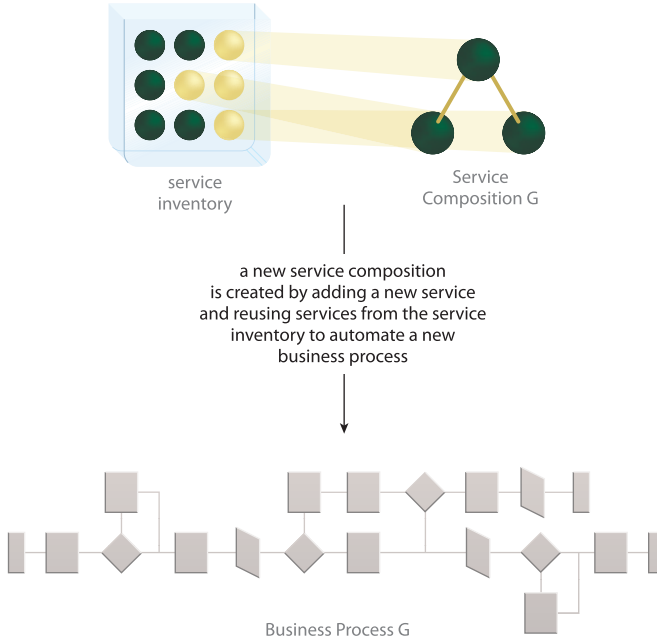 service
inventory
Service
Composition G
a new service composition
is created by adding a new service
and reusing services from the service
inventory to automate a new
business process
Business Process G